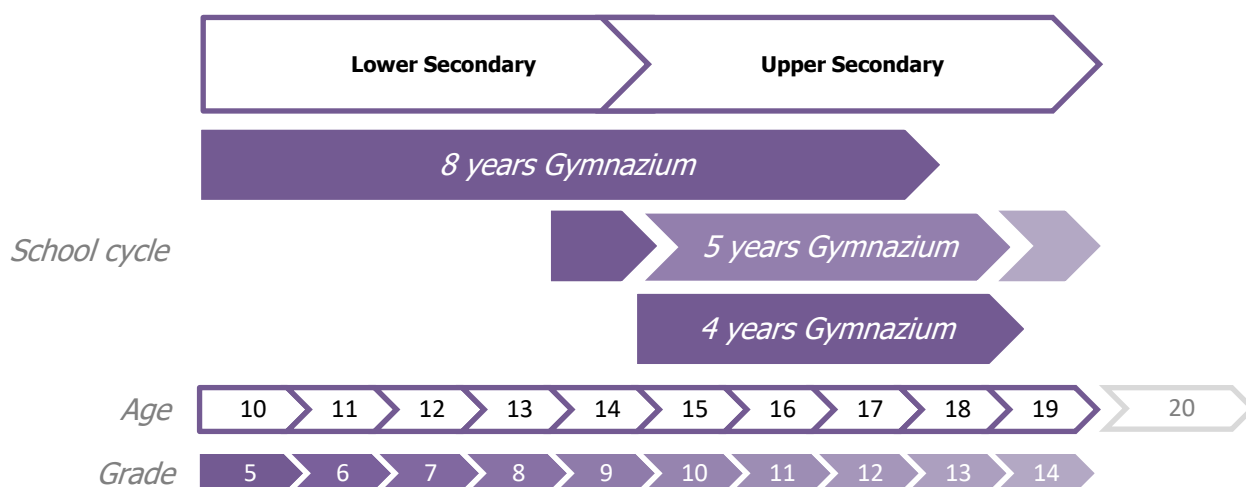 Lower Secondary Upper Secondary
8 years Gymnazium
School cycle 5 years Gymnazium
4 years Gymnazium
Age 10 11 12 13 14 15 16 17 18 19 20
Grade 5 6 7 8 9 10 11 12 13 14